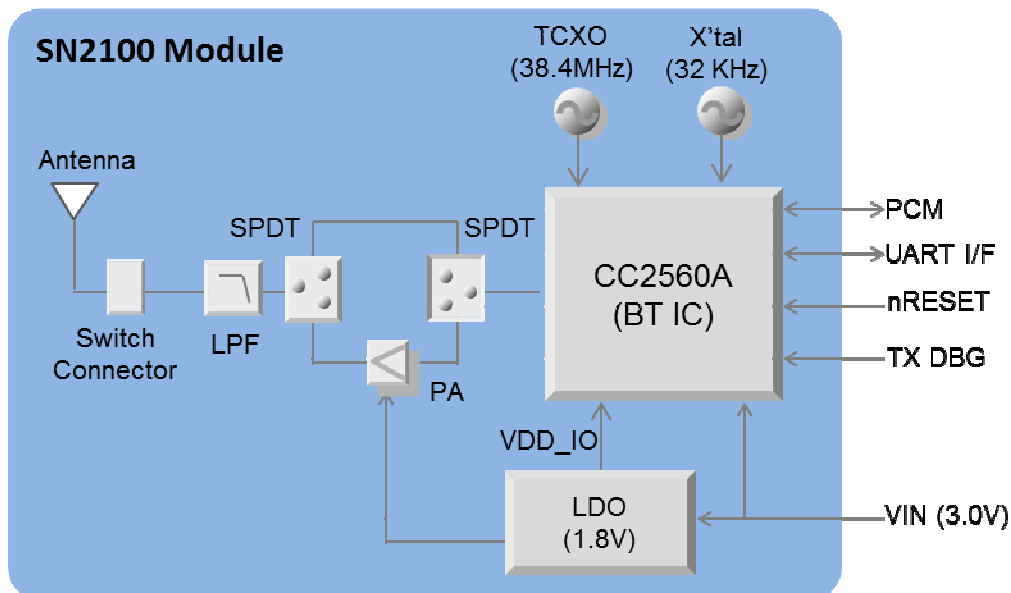 SN2100 Module
TCXO
(38.4MHz)
X'tal
(32 KHz)
Antenna
SPDT
SPDT
Switch
Connector
LPF
PA
CC2560A
(BT IC)
PCM
UART I/F
nRESET
TX DBG
VDD_IO
LDO
(1.8V)
VIN (3.0V)